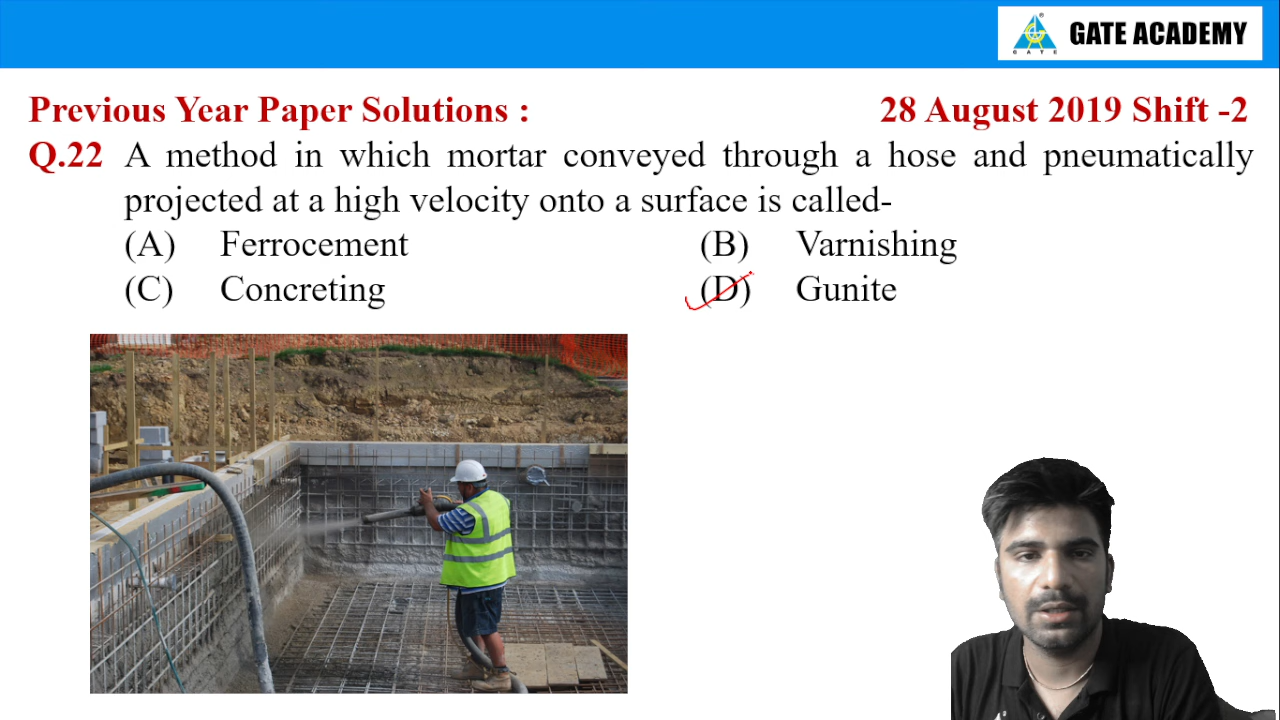 GATE ACADEMY
GATE
Previous Year Paper Solutions :
28 August 2019 Shift -2
Q.22 A method in which mortar conveyed through a hose and pneumatically
projected at a high velocity onto a surface is called-
(A) Ferrocement (B) Varnishing
(C) Concreting (D) Gunite